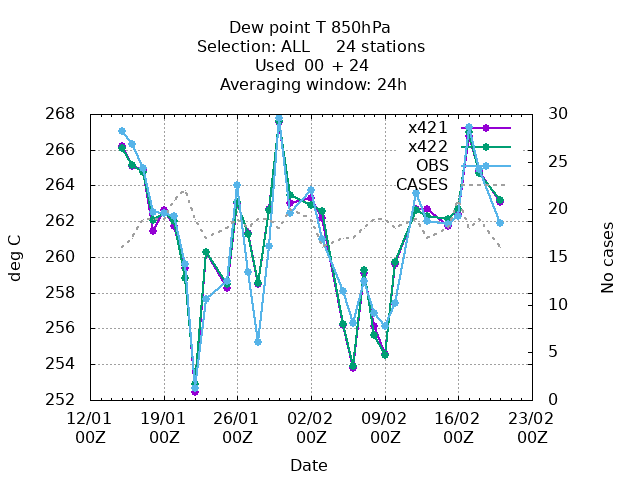 Dew point T 850hPa
Selection: ALL 24 stations
Used 00 + 24
Averaging window: 24h
268 30
x421
x422
OBS
CASES
266
264
262
260
258
256
254
252
25
20
15
10
5
0
deg C
No cases
12/01 19/01 26/01 02/02 09/02 16/02 23/02
00Z 00Z 00Z 00Z 00Z 00Z 00Z
Date